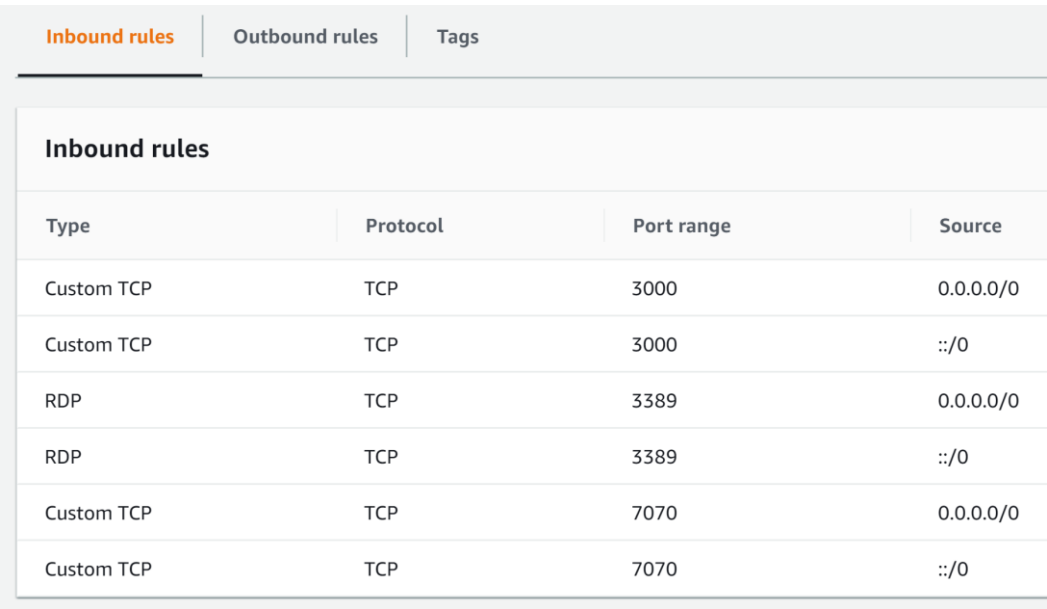 Inbound rules Outbound rules Tags
Inbound rules
Type Protocol Port range Source
Custom TCP TCP 3000 0.0.0.0/0
Custom TCP TCP 3000 ::/0
RDP TCP 3389 0.0.0.0/0
RDP TCP 3389 ::/0
Custom TCP TCP 7070 0.0.0.0/0
Custom TCP TCP 7070 ::/0